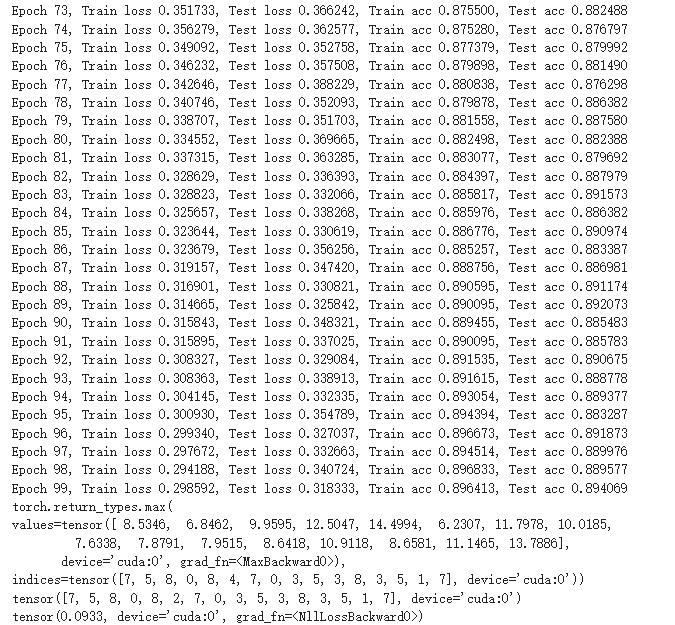 Epoch 73, Train loss 0.351733, Test loss 0.366242, Train acc 0.875500, Test acc 0.882488
Epoch 74, Train loss 0.356279, Test loss 0.362577, Train acc 0.875280, Test acc 0.876797
Epoch 75, Train loss 0.349092, Test loss 0.352758, Train acc 0.877379, Test acc 0.879992
Epoch 76, Train loss 0.346232, Test loss 0.357508, Train acc 0.879898, Test acc 0.881490
Epoch 77, Train loss 0.342646, Test loss 0.388229, Train acc 0.880838, Test acc 0.876298
Epoch 78, Train loss 0.340746, Test loss 0.352093, Train acc 0.879878, Test acc 0.886382
Epoch 79, Train loss 0.338707, Test loss 0.351703, Train acc 0.881558, Test acc 0.887580
Epoch 80, Train loss 0.334552, Test loss 0.369665, Train acc 0.882498, Test acc 0.882388
Epoch 81, Train loss 0.337315, Test loss 0.363285, Train acc 0.883077, Test acc 0.879692
Epoch 82, Train loss 0.328629, Test loss 0.336393, Train acc 0.884397, Test acc 0.887979
Epoch 83, Train loss 0.328823, Test loss 0.332066, Train acc 0.885817, Test acc 0.891573
Epoch 84, Train loss 0.325657, Test loss 0.338268, Train acc 0.885976, Test acc 0.886382
Epoch 85, Train loss 0.323644, Test loss 0.330619, Train acc 0.886776, Test acc 0.890974
Epoch 86, Train loss 0.323679, Test loss 0.356256, Train acc 0.885257, Test acc 0.883387
Epoch 87, Train loss 0.319157, Test loss 0.347420, Train acc 0.888756, Test acc 0.886981
Epoch 88, Train loss 0.316901, Test loss 0.330821, Train acc 0.890595, Test acc 0.891174
Epoch 89, Train loss 0.314665, Test loss 0.325842, Train acc 0.890095, Test acc 0.892073
Epoch 90, Train loss 0.315843, Test loss 0.348321, Train acc 0.889455, Test acc 0.885483
Epoch 91, Train loss 0.315895, Test loss 0.337025, Train acc 0.890095, Test acc 0.885783
Epoch 92, Train loss 0.308327, Test loss 0.329084, Train acc 0.891535, Test acc 0.890675
Epoch 93, Train loss 0.308363, Test loss 0.338913, Train acc 0.891615, Test acc 0.888778
Epoch 94, Train loss 0.304145, Test loss 0.332335, Train acc 0.893054, Test acc 0.889377
Epoch 95, Train loss 0.300930, Test loss 0.354789, Train acc 0.894394, Test acc 0.883287
Epoch 96, Train loss 0.299340, Test loss 0.327037, Train acc 0.896673, Test acc 0.891873
Epoch 97, Train loss 0.297672, Test loss 0.332663, Train acc 0.894514, Test acc 0.889976
Epoch 98, Train loss 0.294188, Test loss 0.340724, Train acc 0.896833, Test acc 0.889577
Epoch 99, Train loss 0.298592, Test loss 0.318333, Train acc 0.896413, Test acc 0.894069
torch.return_types.max(
values=tensor([ 8.5346, 6.8462, 9.9595, 12.5047, 14.4994, 6.2307, 11.7978, 10.0185,
7.6338, 7.8791, 7.9515, 8.6418, 10.9118, 8.6581, 11.1465, 13.7886],
device='cuda:0', grad_fn=<MaxBackward0>),
indices=tensor([7, 5, 8, 0, 8, 4, 7, 0, 3, 5, 3, 8, 3, 5, 1, 7], device='cuda:0'))
tensor([7, 5, 8, 0, 8, 2, 7, 0, 3, 5, 3, 8, 3, 5, 1, 7], device='cuda:0')
tensor(0.0933, device='cuda:0', grad_fn=<NllLossBackward0>)